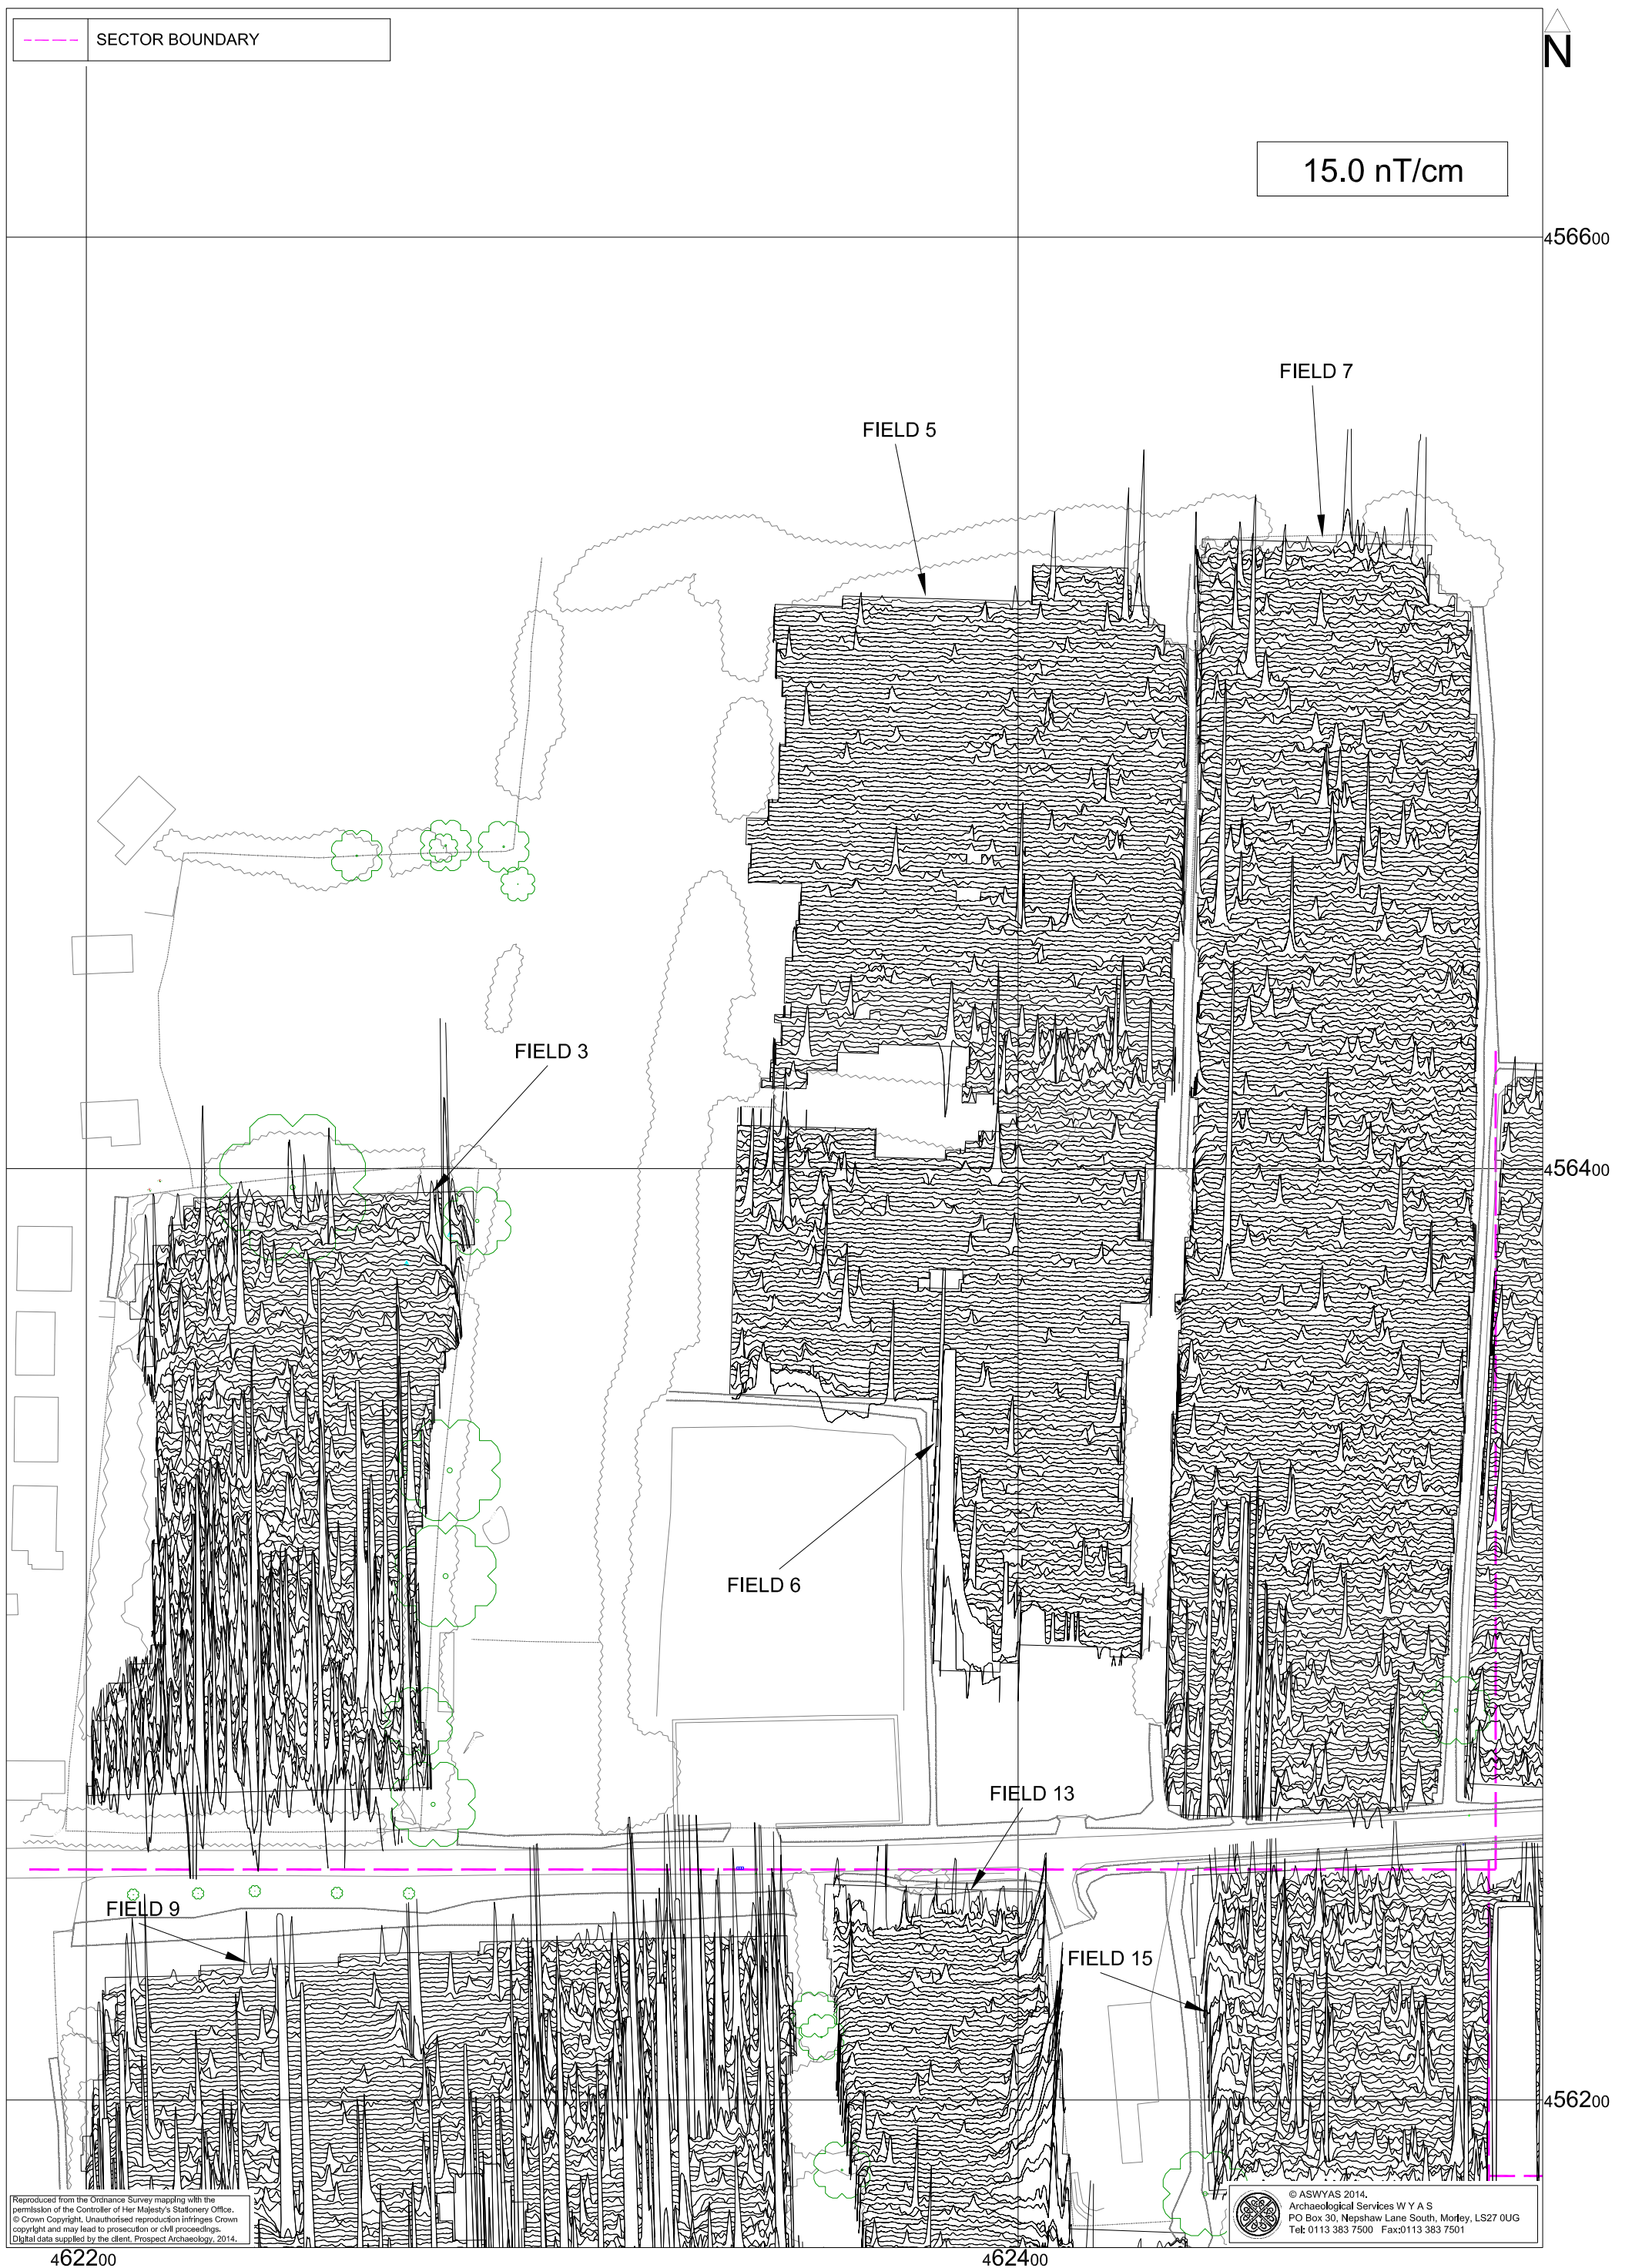 SECTOR BOUNDARY
N
15.0 nT/cm
456600
FIELD 7
FIELD 5
FIELD 3
456400
FIELD 6
FIELD 13
FIELD 9
FIELD 15
456200
Reproduced from the Ordnance Survey mapping with the
permission of the Controller of Her Majesty's Stationery Office.
© Crown Copyright. Unauthorised reproduction infringes Crown
copyright and may lead to prosecution or civil proceedings.
Digital data supplied by the client, Prospect Archaeology, 2014.
© ASWYAS 2014.
Archaeological Services W Y A S
PO Box 30, Nepshaw Lane South, Morley, LS27 0UG
Tel: 0113 383 7500 Fax:0113 383 7501
462200
462400